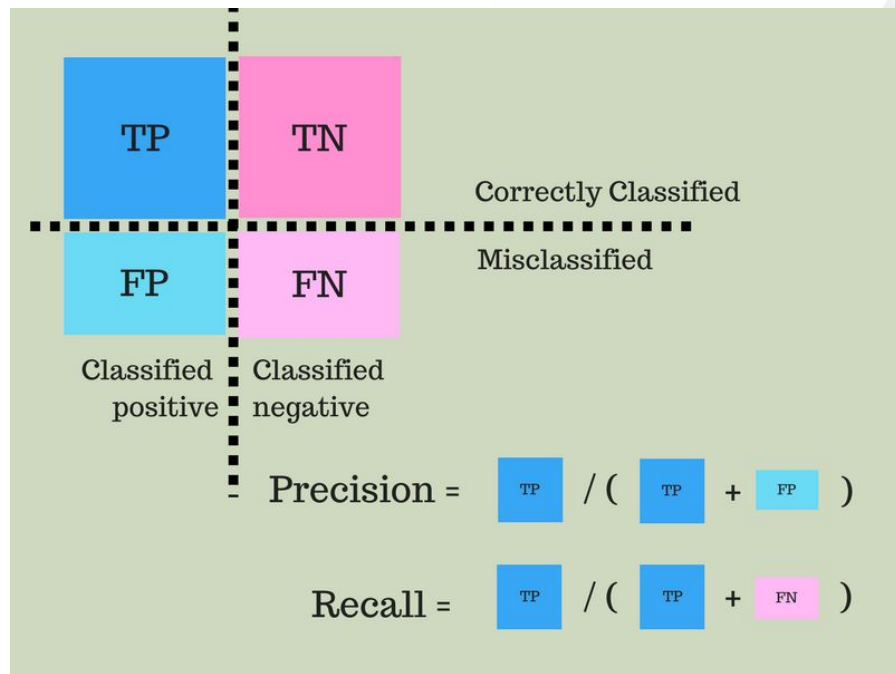 TP TN
Correctly Classified
Misclassified
FP FN
Classified positive
Classified negative
Precision = TP / ( TP + FP )
Recall = TP / ( TP + FN )